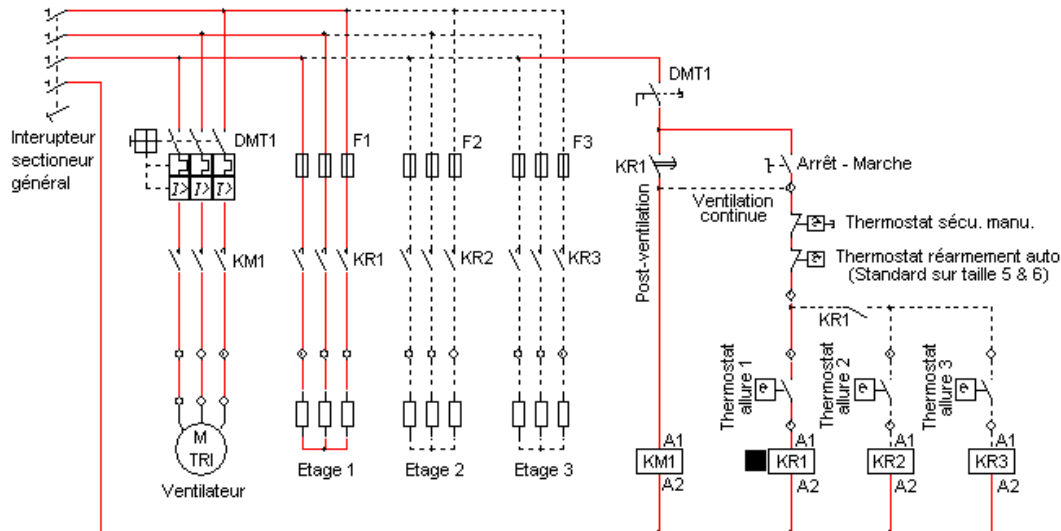 DMT1
Interupteur
sectioneur
général
DMT1
F1
F2
F3
KR1
Arrêt - Marche
Ventilation
continue
Post-ventilation
Thermostat sécu. manu.
Thermostat réarmement auto
(Standard sur taille 5 & 6)
I> I> I>
KM1
KR1
KR2
KR3
KR1
Thermostat
allure 1
Thermostat
allure 2
Thermostat
allure 3
M
TRI
Ventilateur
Etage 1
Etage 2
Etage 3
A1
A1
A1
A1
KM1
KR1
KR2
KR3
A2
A2
A2
A2